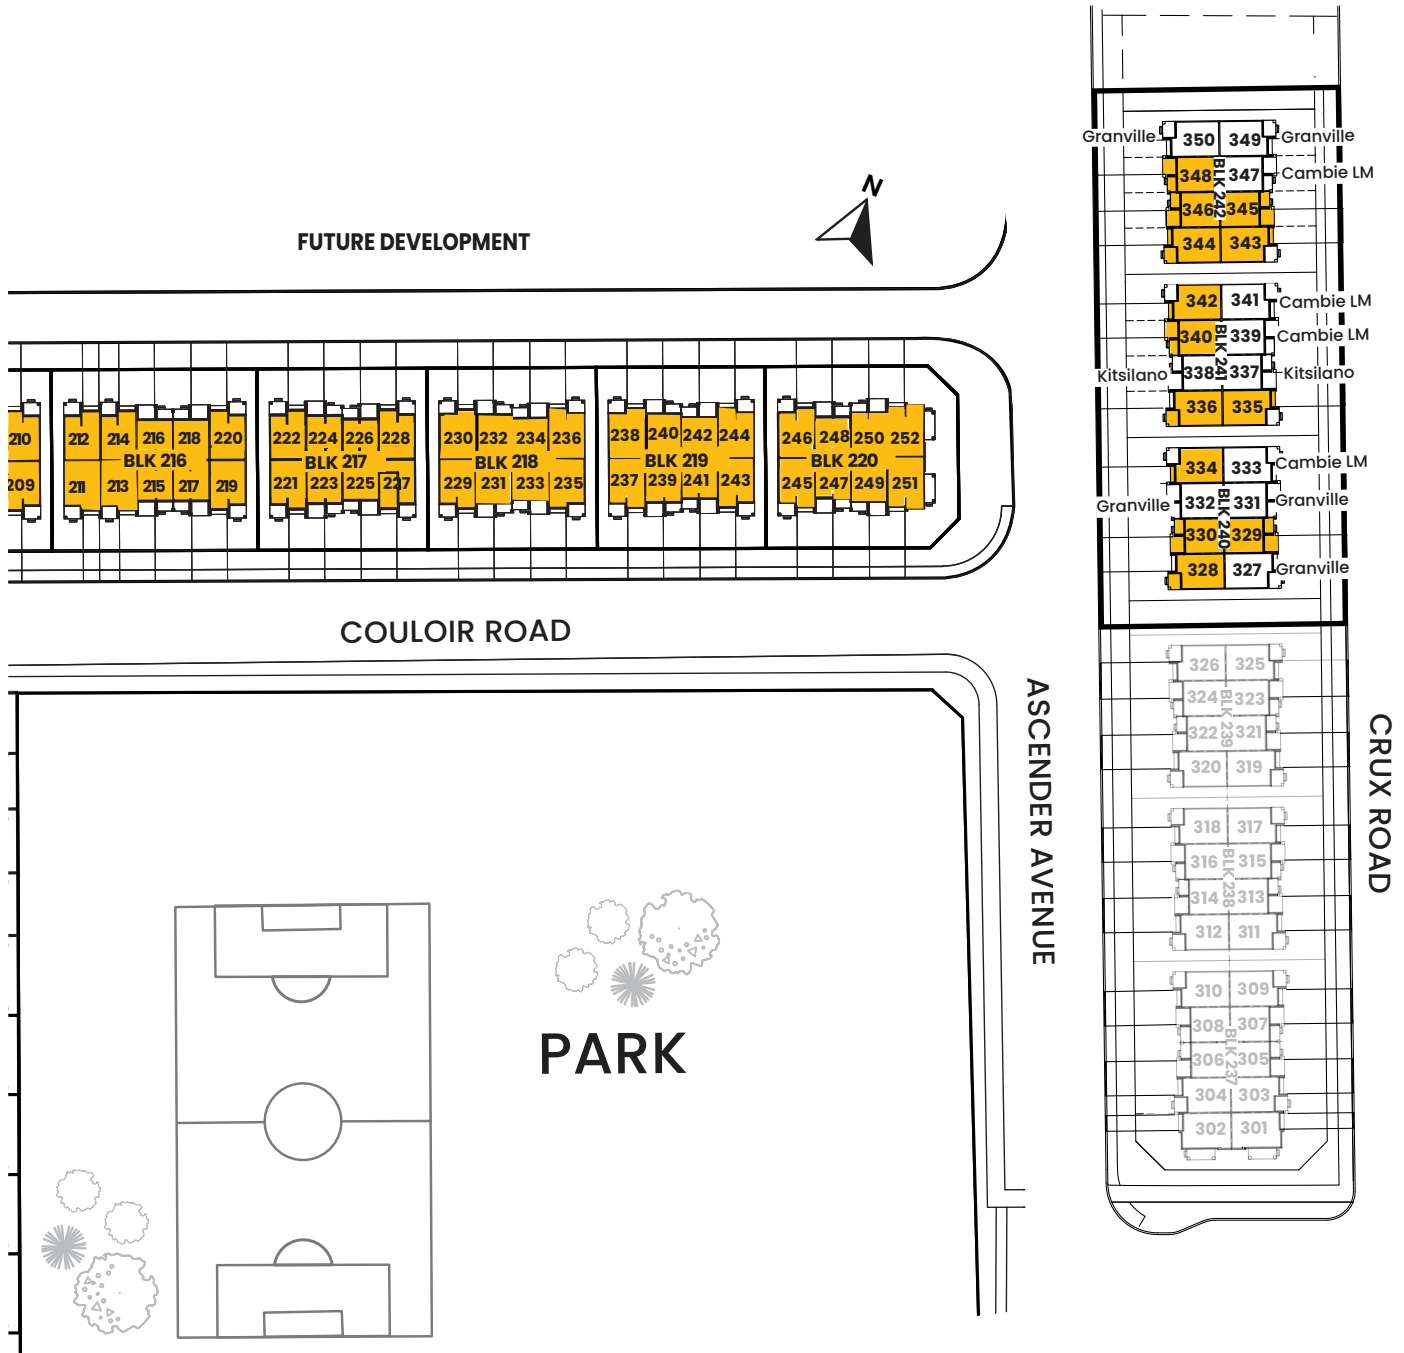 N
FUTURE DEVELOPMENT
210
209
212 214 216 218 220
BLK 216
211 213 215 217 219
222 224 226 228
BLK 217
221 223 225 227
230 232 234 236
BLK 218
229 231 233 235
238 240 242 244
BLK 219
237 239 241 243
246 248 250 252
BLK 220
245 247 249 251
COULOIR ROAD
PARK
ASCENDER AVENUE
CRUX ROAD
Granville 350 349 Granville
348 347 Cambie LM
BLK 242
346 345
344 343
342 341 Cambie LM
340 339 Cambie LM
BLK 241
Kitsilano 338 337 Kitsilano
336 335
334 333 Cambie LM
Granville 332 331 Granville
BLK 240
330 329
328 327 Granville
326 325
324 323
BLK 239
322 321
320 319
318 317
316 315
BLK 238
314 313
312 311
310 309
308 307
BLK 237
306 305
304 303
302 301